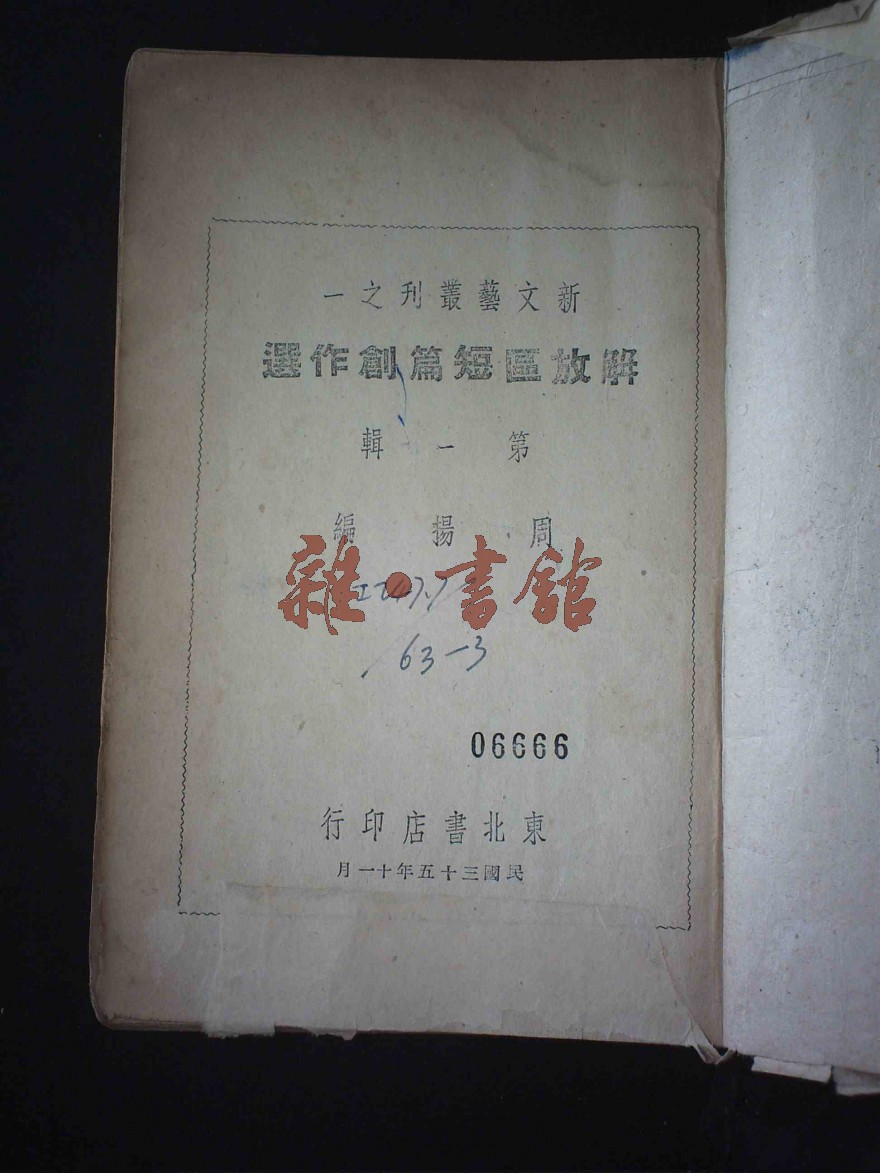 新文藝叢刊之一
解放區短篇創作選
第一輯
周揚編
雜·書館
63-3
06666
東北書店印行
民國三十五年十一月